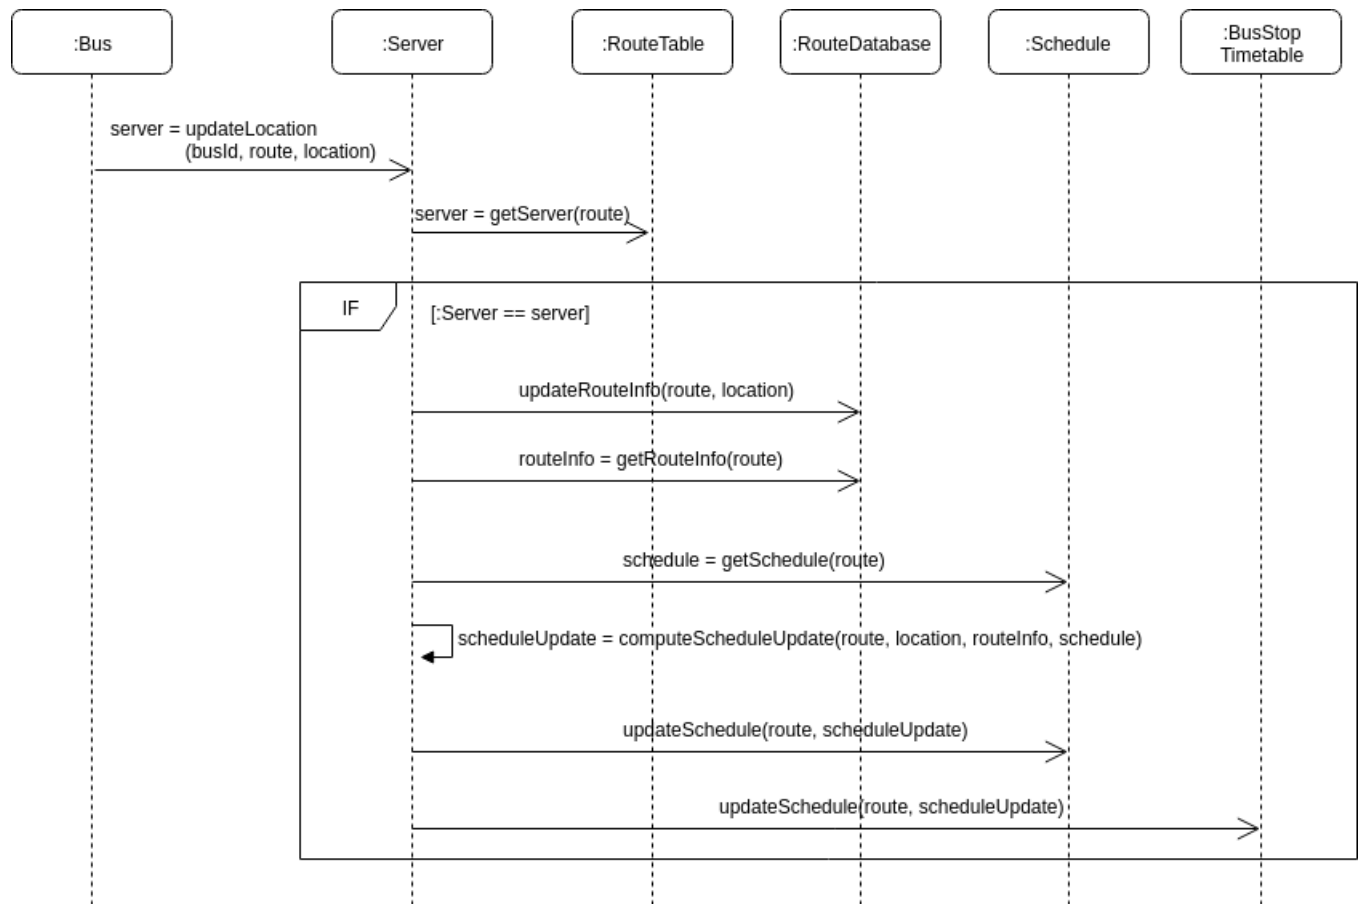 :Bus
:Server
:RouteTable
:RouteDatabase
:Schedule
:BusStop
Timetable
server = updateLocation
(busId, route, location)
server = getServer(route)
IF
[:Server == server]
updateRouteInfo(route, location)
routeInfo = getRouteInfo(route)
schedule = getSchedule(route)
scheduleUpdate = computeScheduleUpdate(route, location, routeInfo, schedule)
updateSchedule(route, scheduleUpdate)
updateSchedule(route, scheduleUpdate)